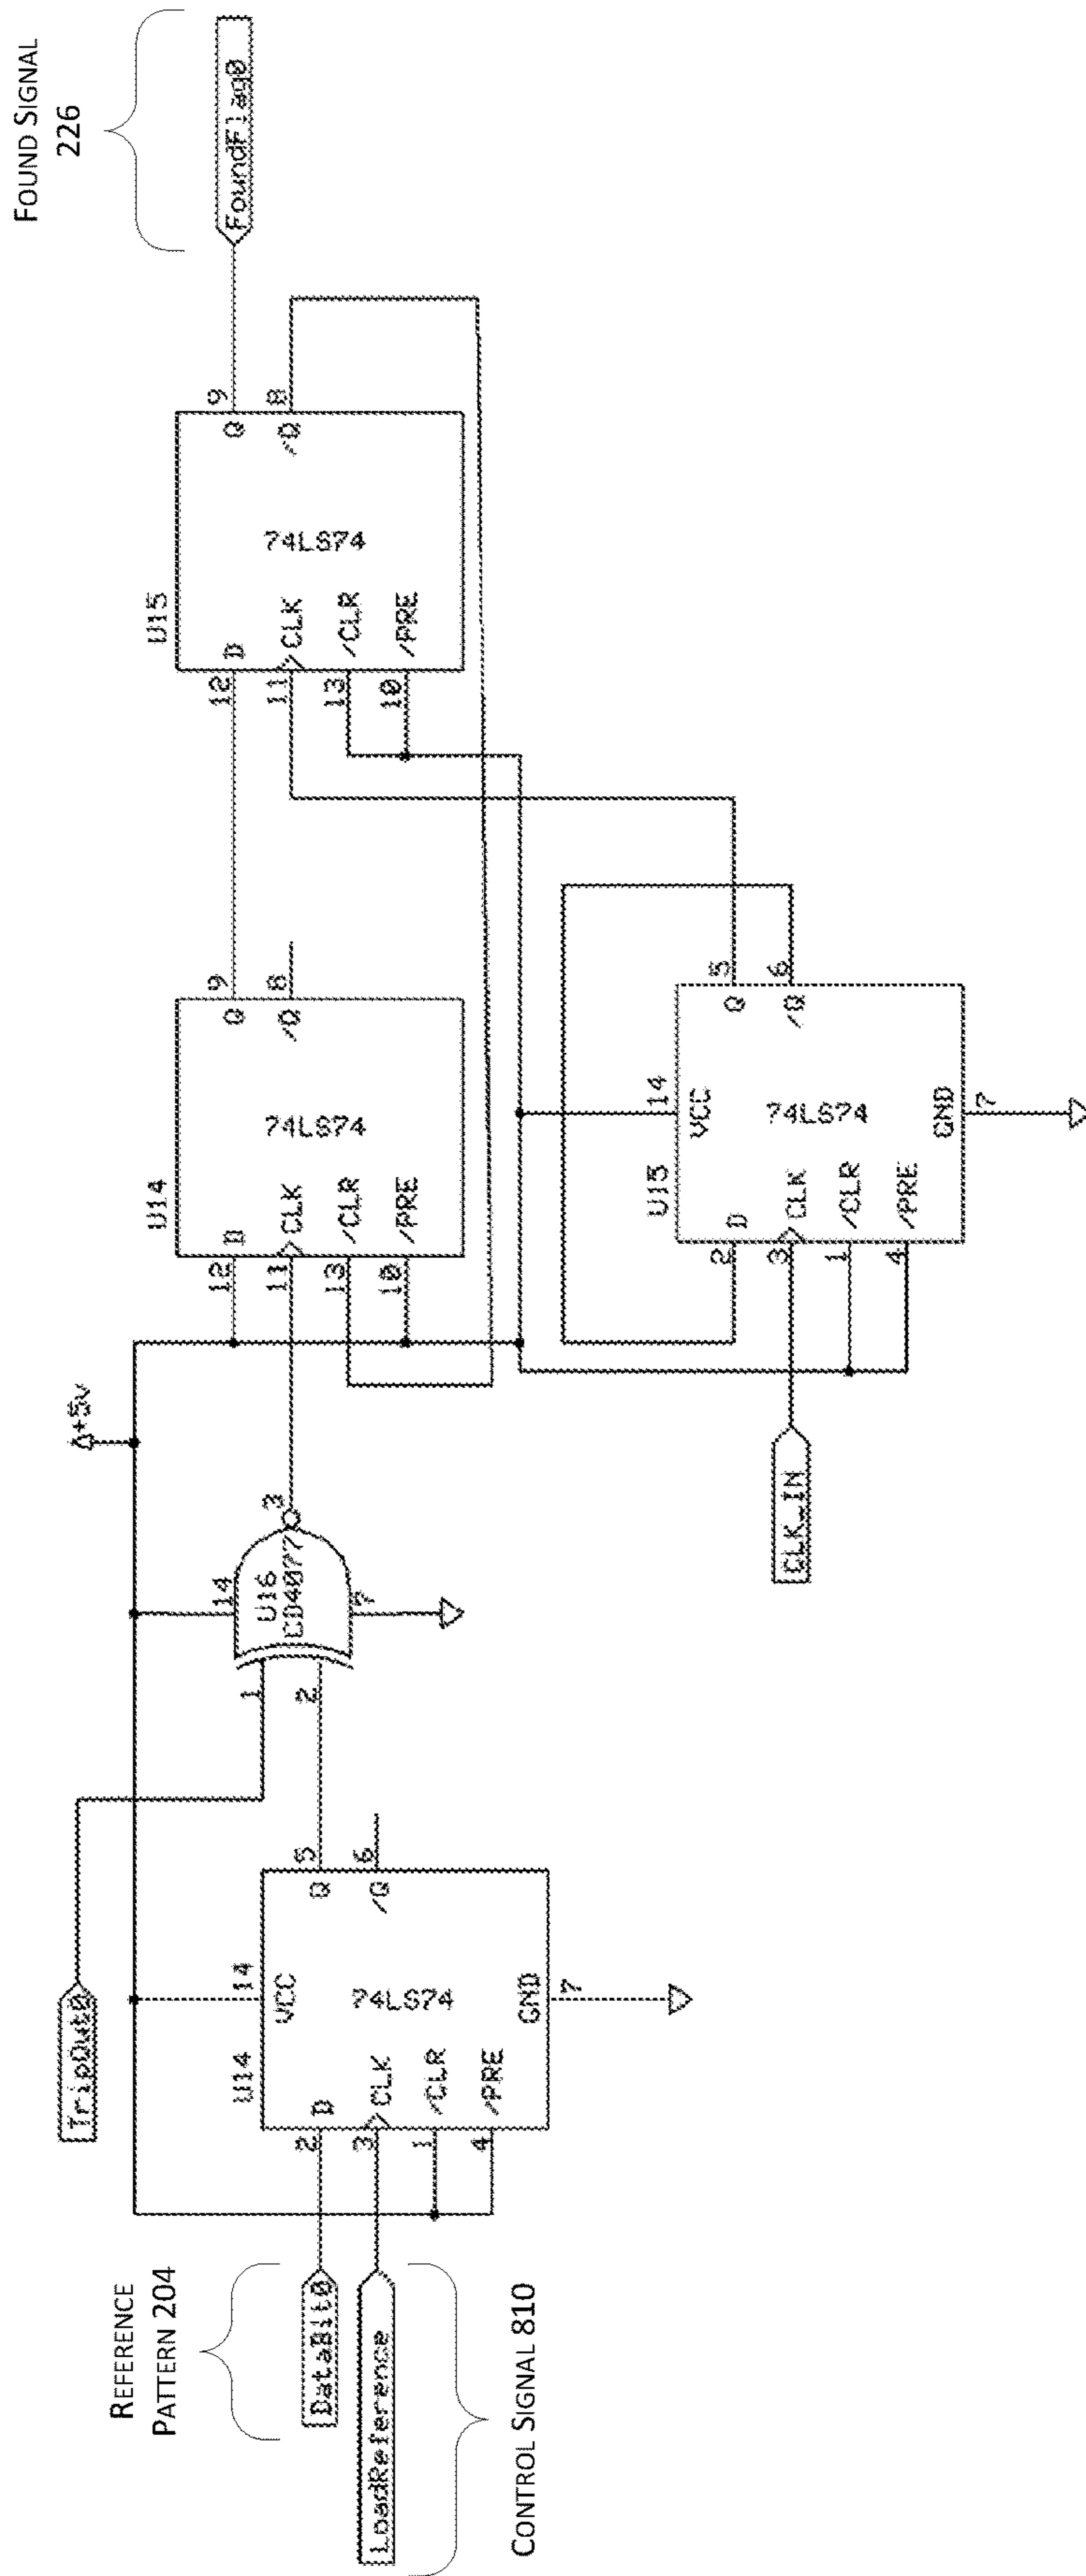 FOUND SIGNAL
226
FoundFlag0
U15
74LS74
12
D
11
CLK
13
/CLR
10
/PRE
9
Q
8
/Q
U14
74LS74
12
D
11
CLK
13
/CLR
10
/PRE
9
Q
8
/Q
U15
74LS74
14
VCC
2
D
3
CLK
1
/CLR
4
/PRE
5
Q
6
/Q
GND
7
CLK_IN
+5v
U16
CD4077
14
1
2
3
7
TripOut0
U14
74LS74
14
VCC
2
D
3
CLK
1
/CLR
4
/PRE
5
Q
6
/Q
GND
7
REFERENCE
PATTERN 204
DataBit0
LoadReference
CONTROL SIGNAL 810